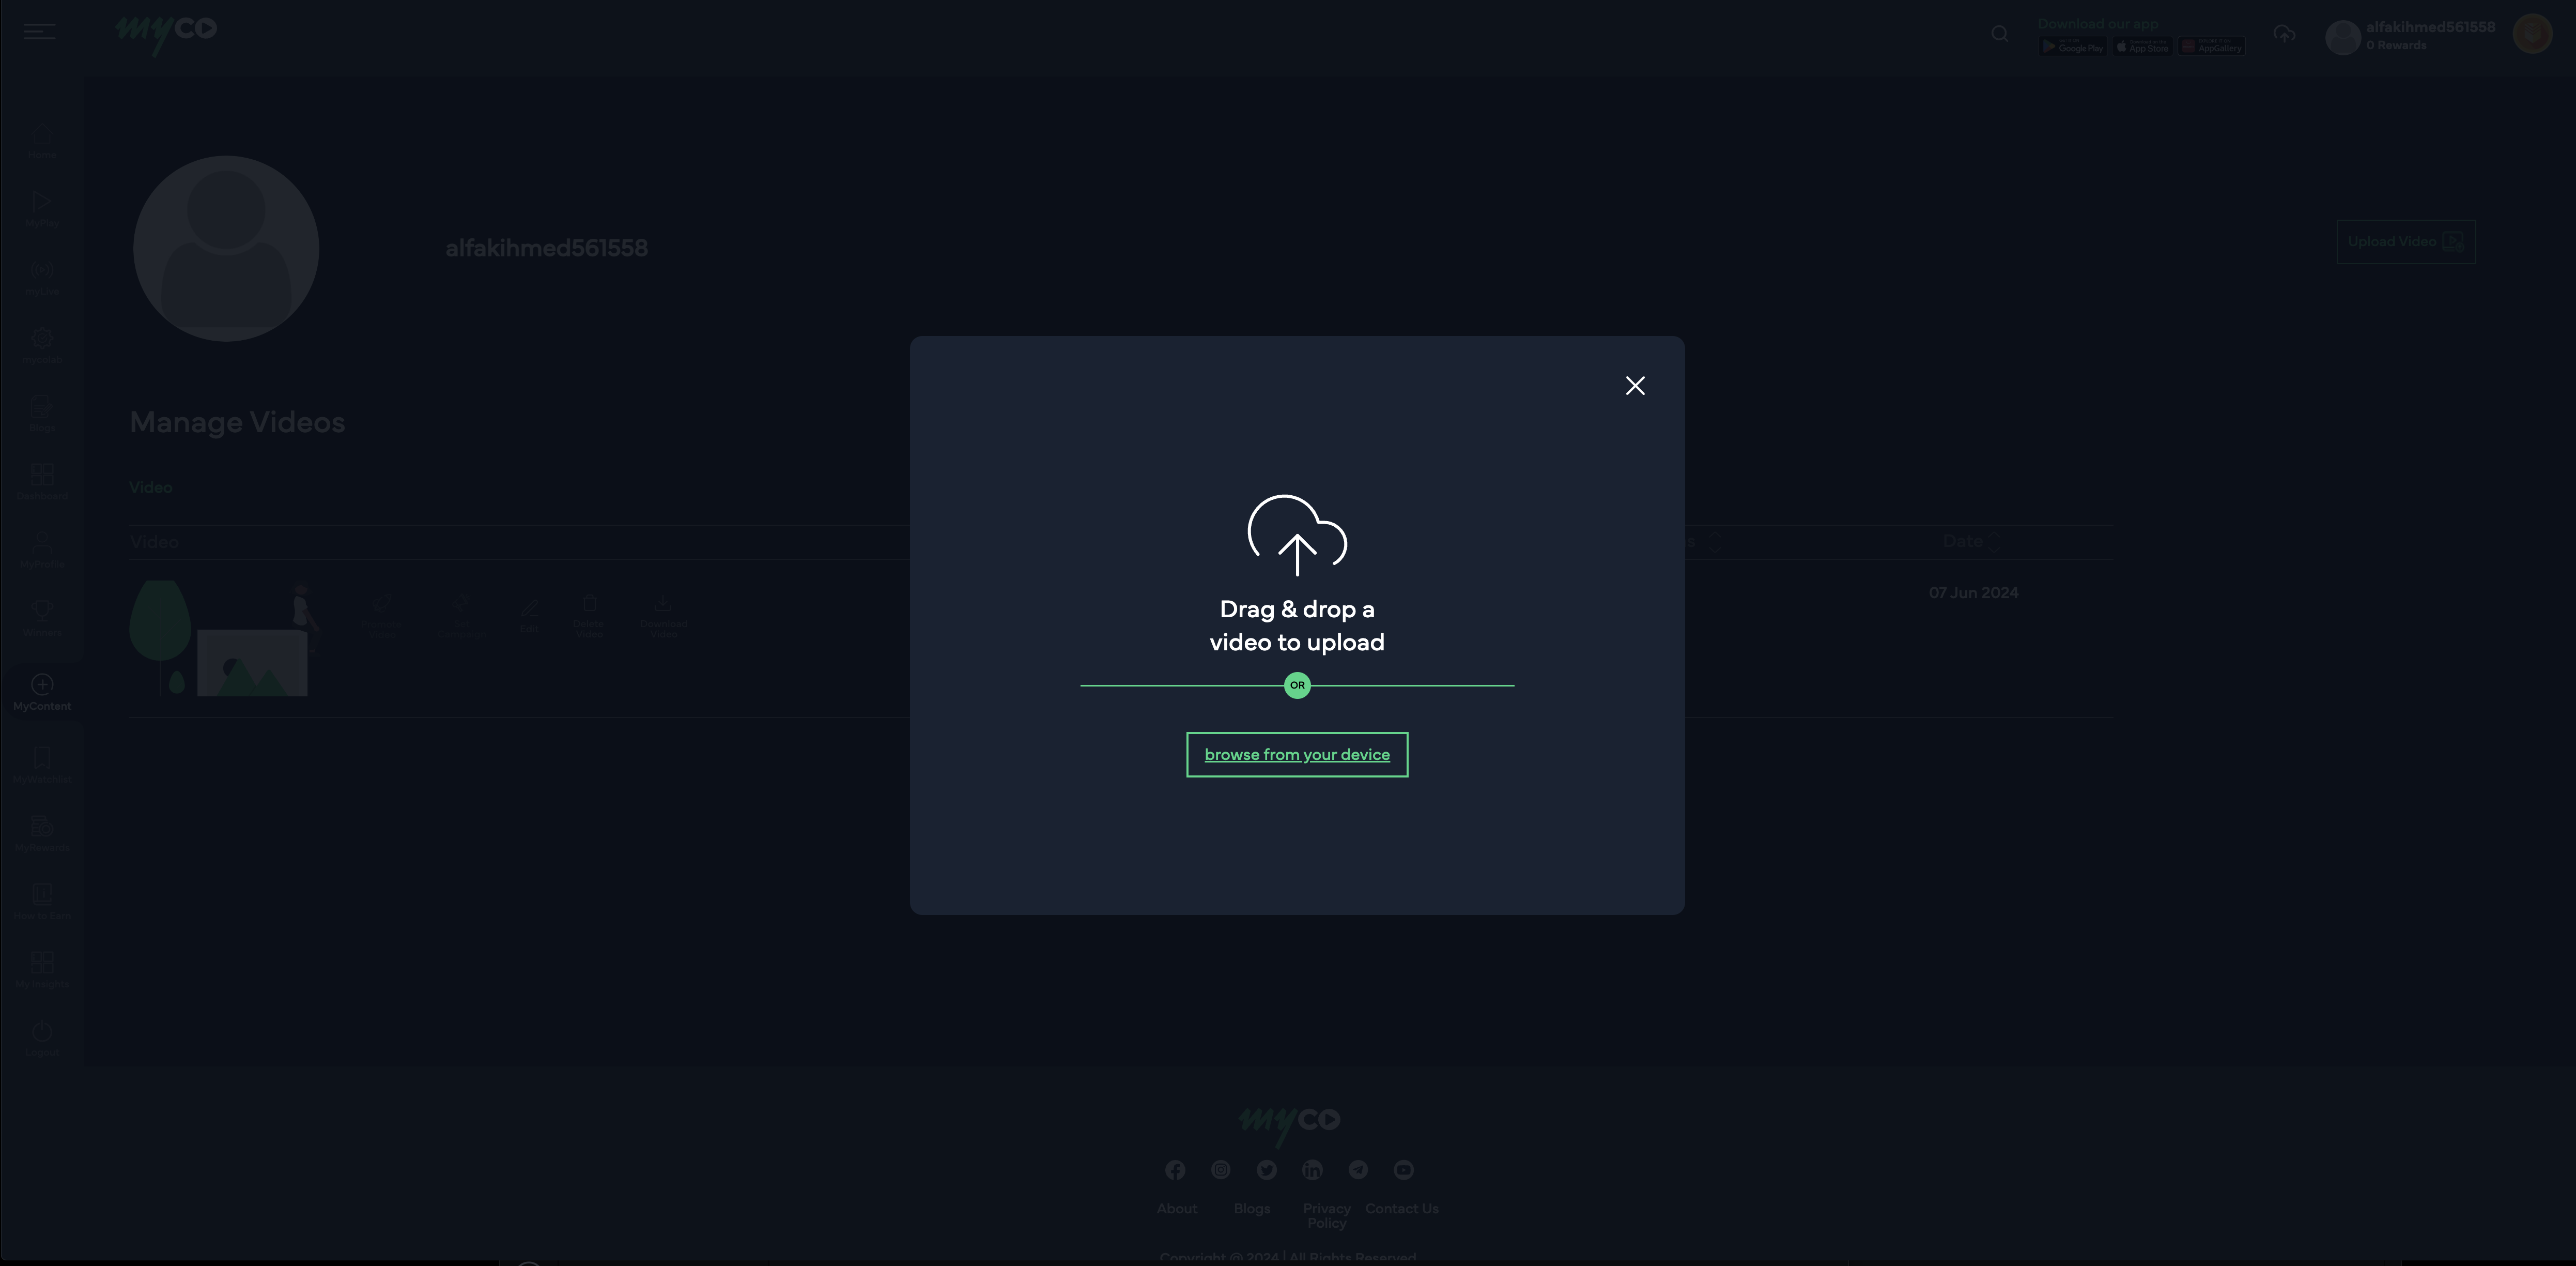 myco
Download our app
Google Play
App Store
AppGallery
alfakihmed561558
0 Rewards
Home
MyPlay
myLive
Blogs
Dashboard
MyProfile
Winners
MyContent
MyWatchlist
MyRewards
How to Earn
My Insights
Logout
alfakihmed561558
Upload Video
Manage Videos
Video
Video
Date
Edit
Delete
Video
Download
Video
07 Jun 2024
Drag & drop a
video to upload
OR
browse from your device
myco
About
Blogs
Privacy
Policy
Contact Us
Copyright @ 2024 | All Rights Reserved